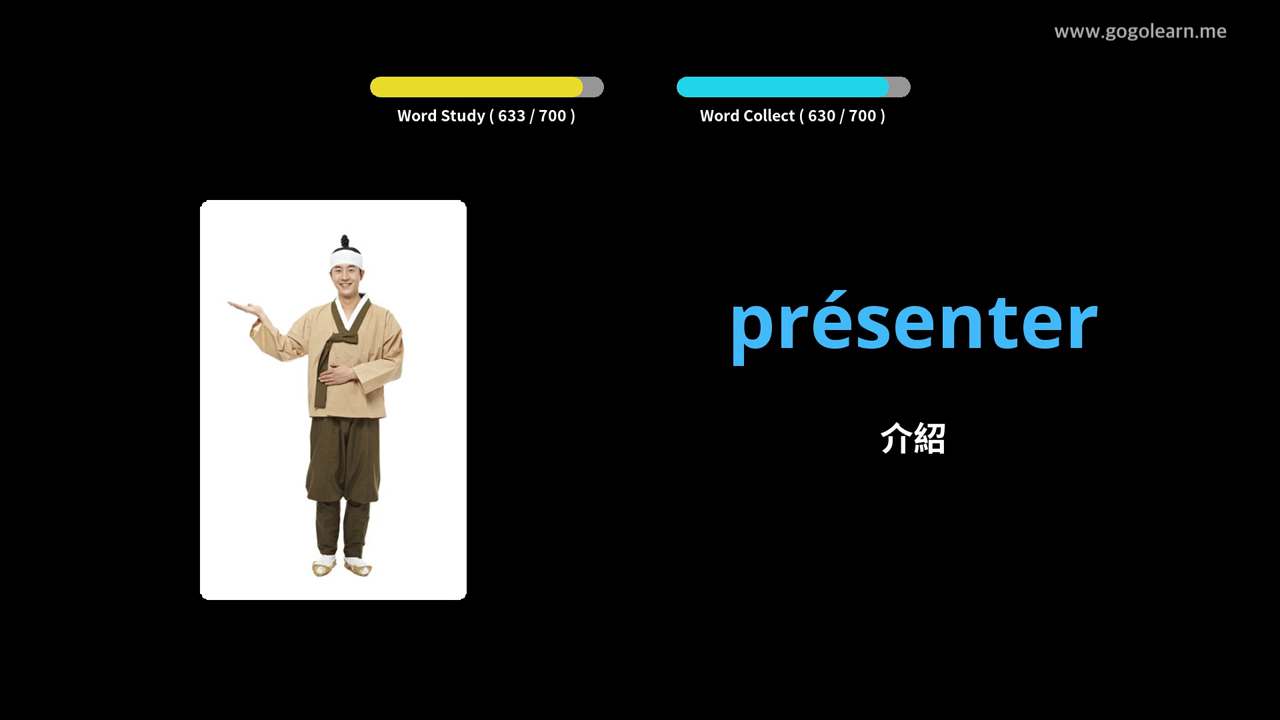 www.gogolearn.me
Word Study ( 633 / 700 )
Word Collect ( 630 / 700 )
présenter
介紹